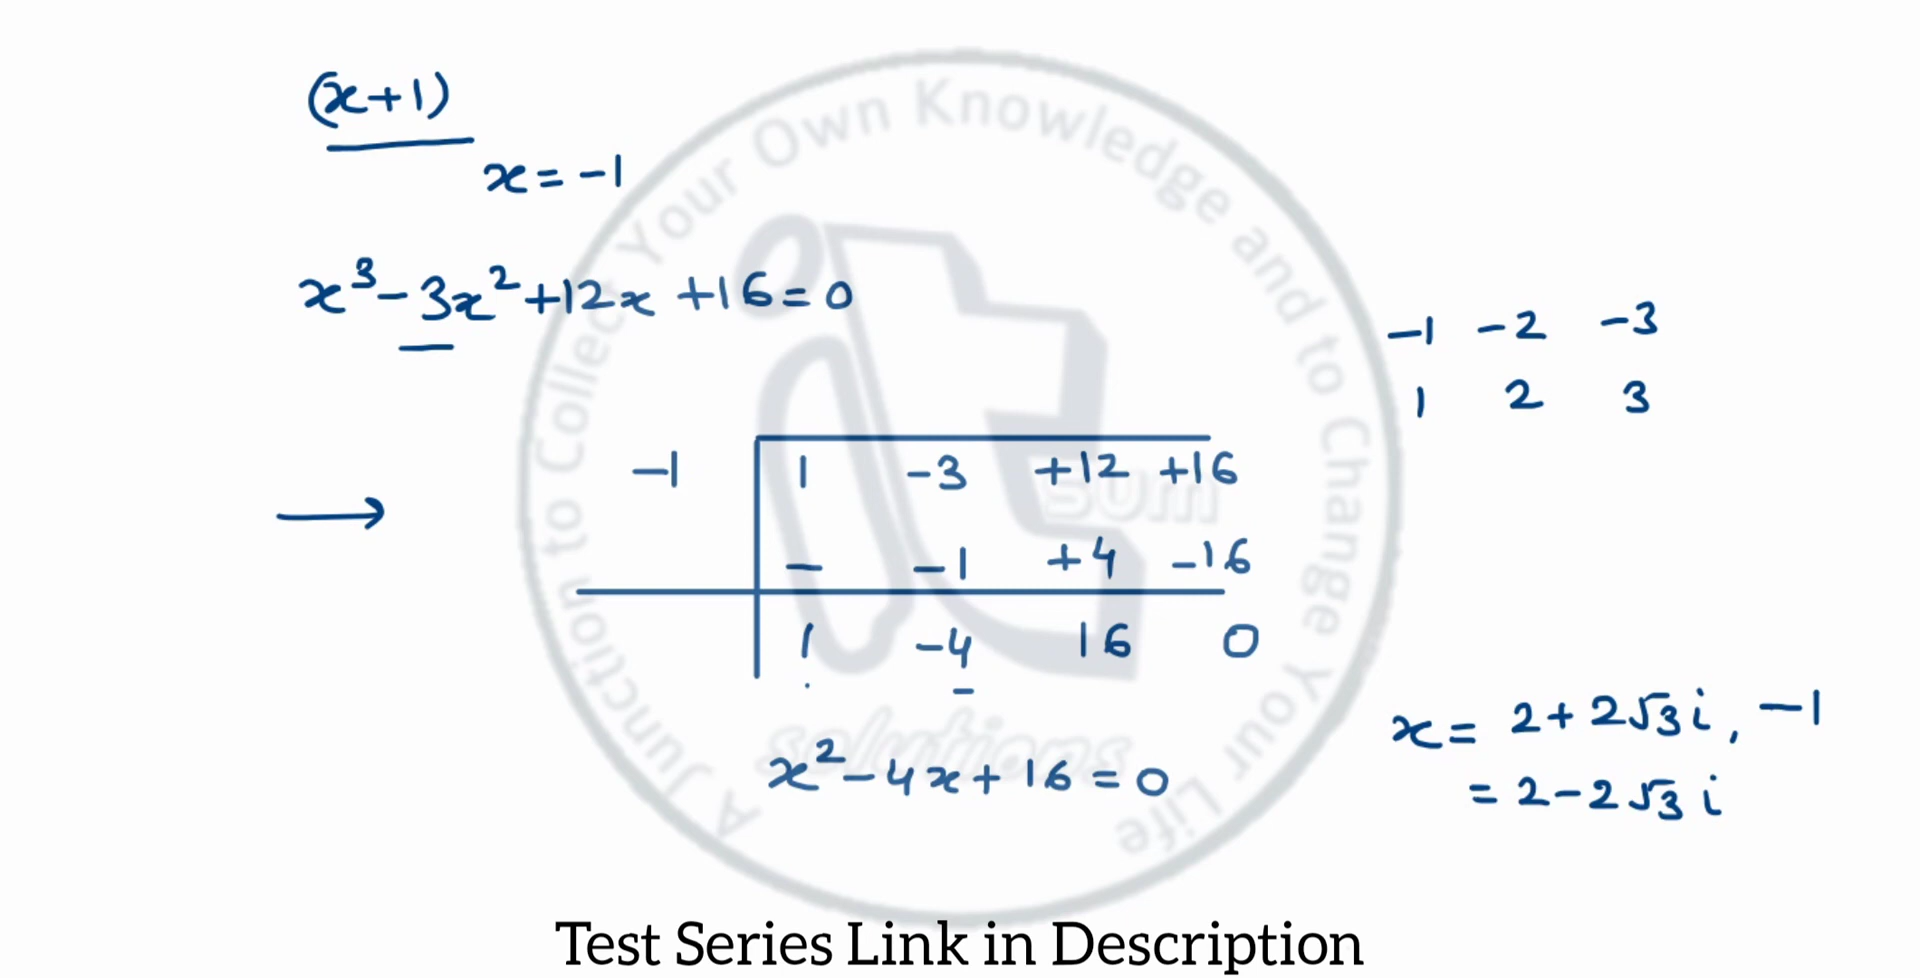 (x+1)
x = -1
x³ - 3x² + 12x + 16 = 0
-1 -2 -3
1 2 3
-1 | 1 -3 +12 +16
→
— -1 +4 -16
1 -4 16 0
x = 2 + 2√3 i , -1
= 2 - 2√3 i
x² - 4x + 16 = 0
A Junction to Collect Your Own Knowledge and to Change Your Life
sum
solutions
Test Series Link in Description